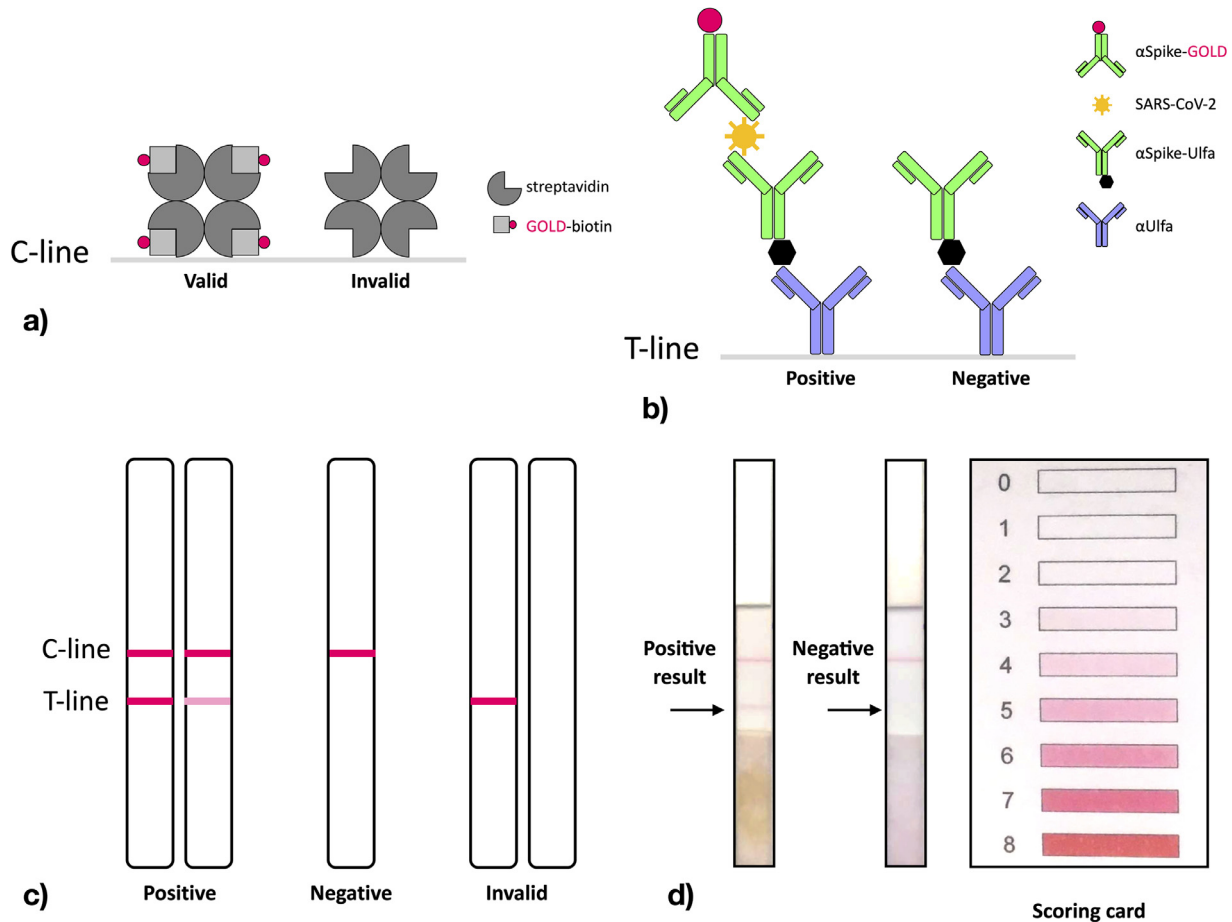 C-line
Valid
Invalid
streptavidin
GOLD-biotin
a)
αSpike-GOLD
SARS-CoV-2
αSpike-Ulfa
αUlfa
T-line
Positive
Negative
b)
C-line
T-line
Positive
Negative
Invalid
c)
Positive
result
Negative
result
0
1
2
3
4
5
6
7
8
d)
Scoring card